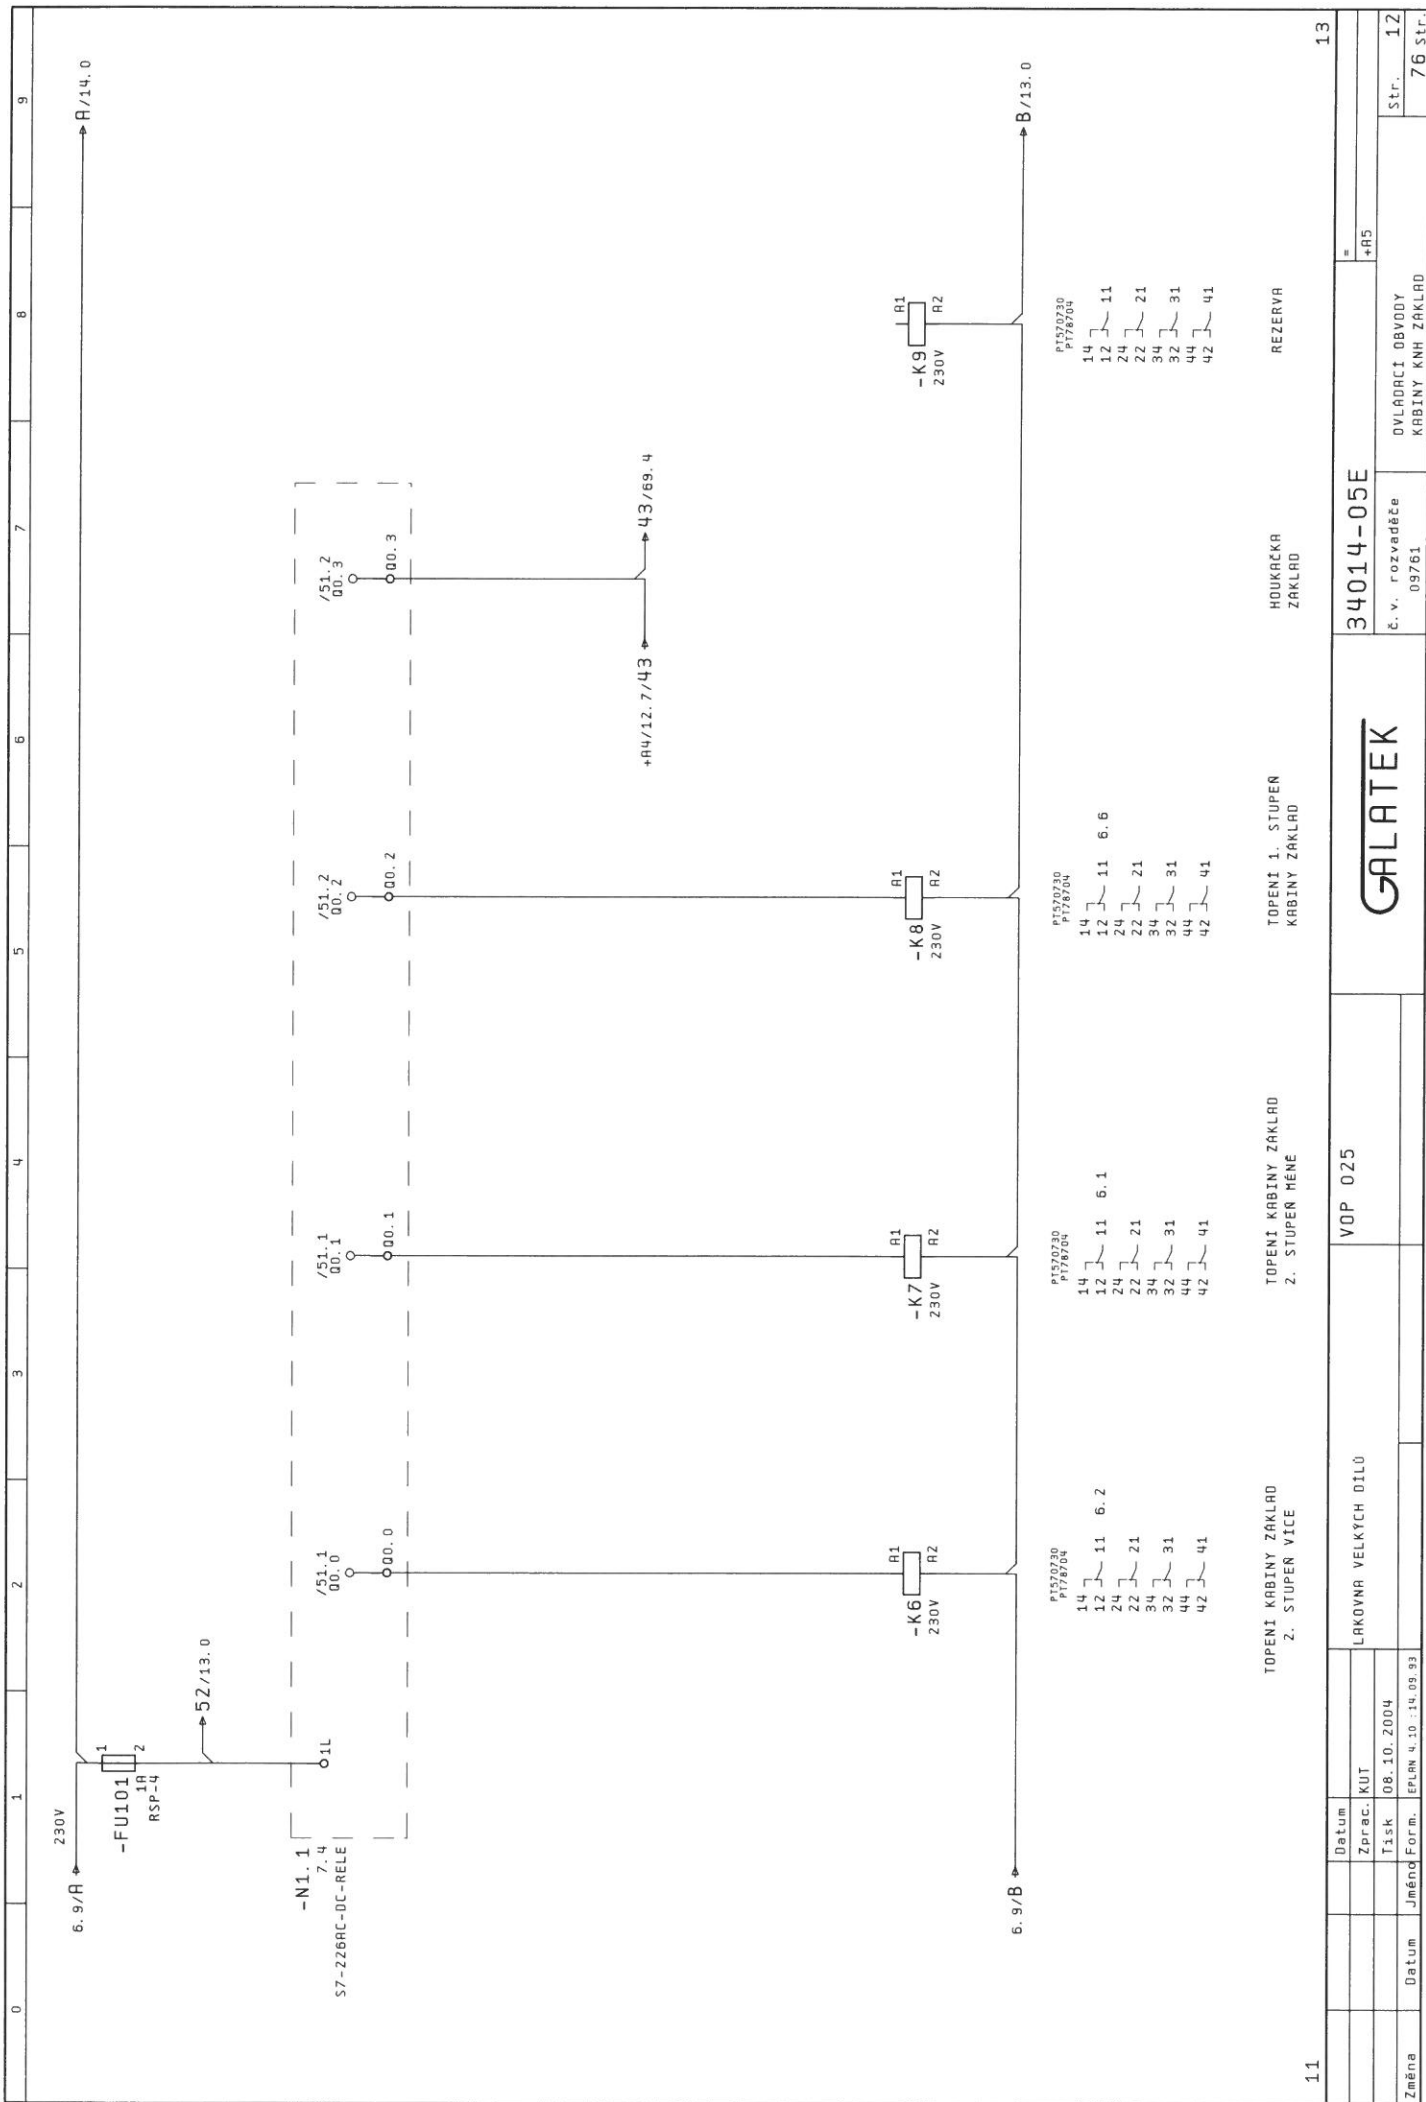 0 1 2 3 4 5 6 7 8 9
6.9/A
230V
A/14.0
-FU101
1A
RSP-4
1
2
52/13.0
-N1.1
7.4
S7-226AC-DC-RELE
1L
/51.1
Q0.0
Q0.0
/51.1
Q0.1
Q0.1
/51.2
Q0.2
Q0.2
/51.2
Q0.3
Q0.3
+A4/12.7/43
43/69.4
-K6
230V
A1
A2
-K7
230V
A1
A2
-K8
230V
A1
A2
-K9
230V
A1
A2
6.9/B
B/13.0
PT570730
PT78704
14
12 11 6.2
24
22 21
34
32 31
44
42 41
PT570730
PT78704
14
12 11 6.1
24
22 21
34
32 31
44
42 41
PT570730
PT78704
14
12 11 6.6
24
22 21
34
32 31
44
42 41
PT570730
PT78704
14
12 11
24
22 21
34
32 31
44
42 41
TOPENÍ KABINY ZÁKLAD
2. STUPEŇ VÍCE
TOPENÍ KABINY ZÁKLAD
2. STUPEŇ MÉNĚ
TOPENÍ 1. STUPEŇ
KABINY ZÁKLAD
HOUKAČKA
ZÁKLAD
REZERVA
11
13
Změna
Datum
Jméno
Datum
Zprac. KUT
Tisk 08.10.2004
Form. EPLAN 4.10 :14.09.93
LAKOVNA VELKÝCH DÍLŮ
VOP 025
GALATEK
34014-05E
č.v. rozvaděče
09761
=
+A5
OVLÁDACÍ OBVODY
KABINY KNH ZÁKLAD
Str. 12
76 Str.